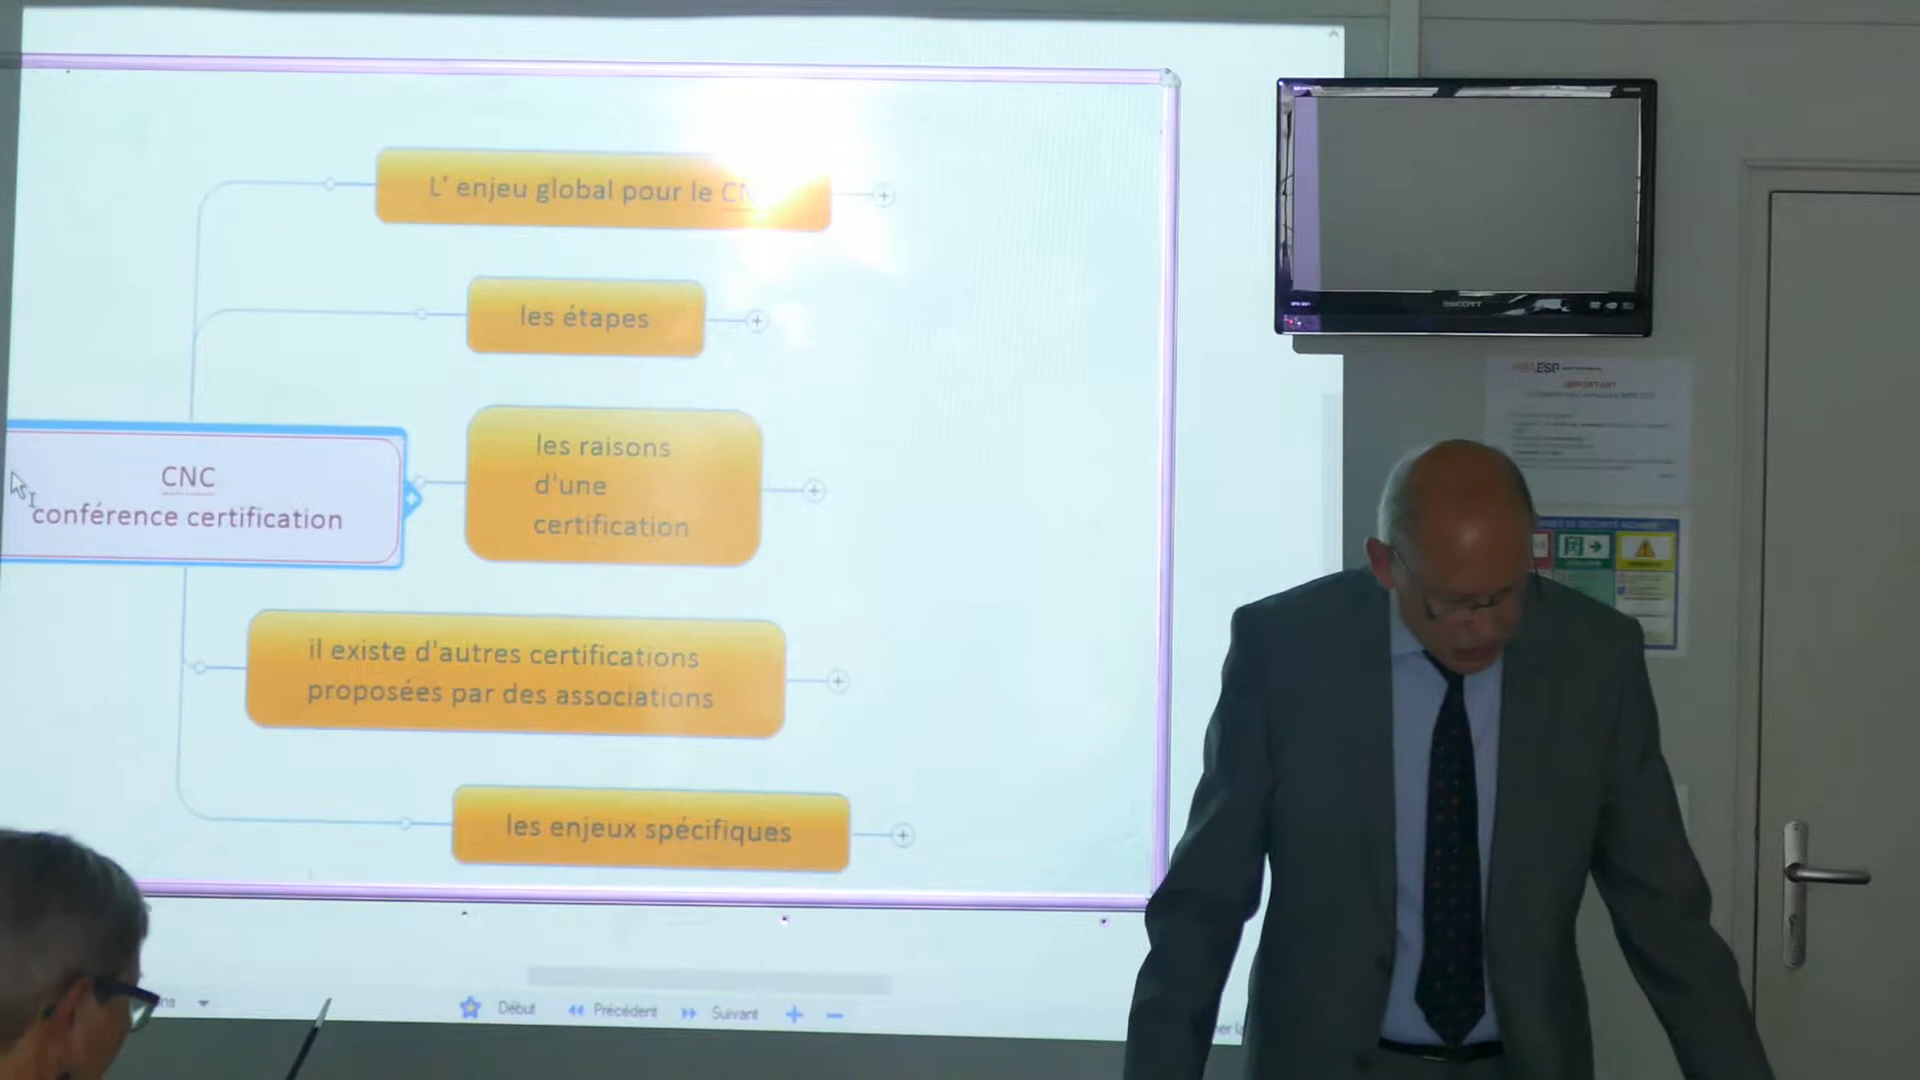 L' enjeu global pour le
les étapes
les raisons
d'une
certification
CNC
conférence certification
il existe d'autres certifications
proposées par des associations
les enjeux spécifiques
Début
Précédent
Suivant
IMPORTANT